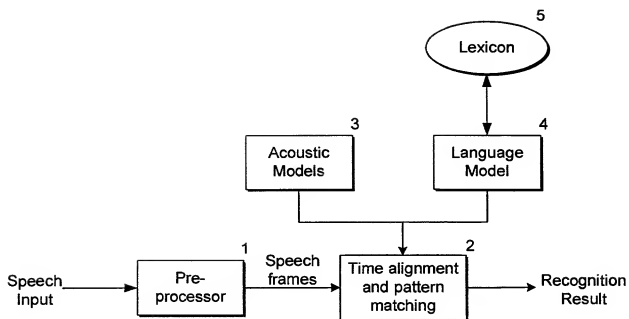 5
Lexicon
3
4
Acoustic
Models
Language
Model
1
2
Speech
Input
Pre-
processor
Speech
frames
Time alignment
and pattern
matching
Recognition
Result